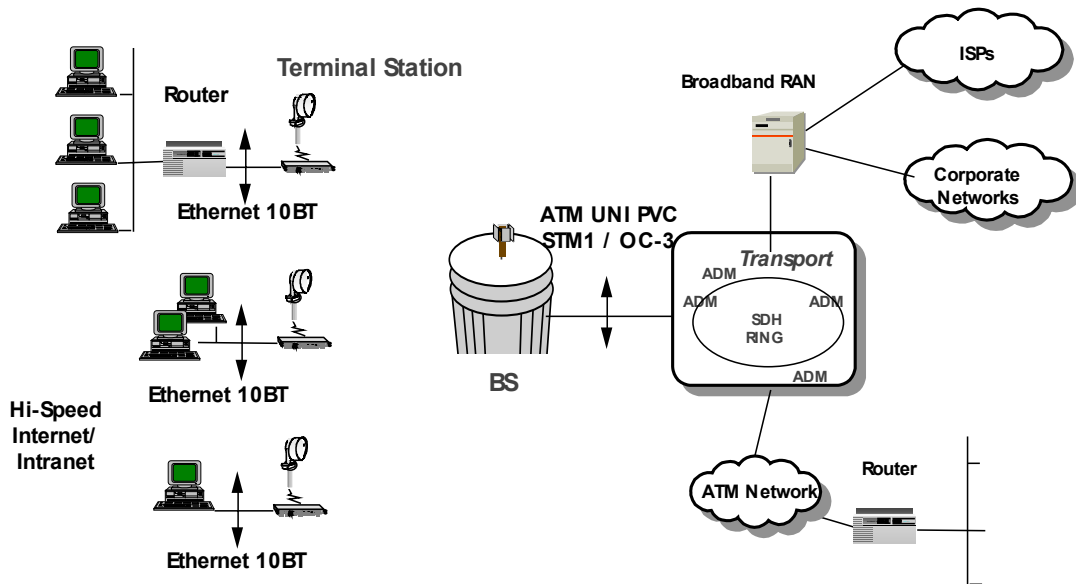 Terminal Station
Router
Ethernet 10BT
Ethernet 10BT
Hi-Speed
Internet/
Intranet
Ethernet 10BT
BS
ATM UNI PVC
STM1 / OC-3
Broadband RAN
ISPs
Corporate
Networks
Transport
ADM
ADM
ADM
SDH
RING
ADM
ATM Network
Router